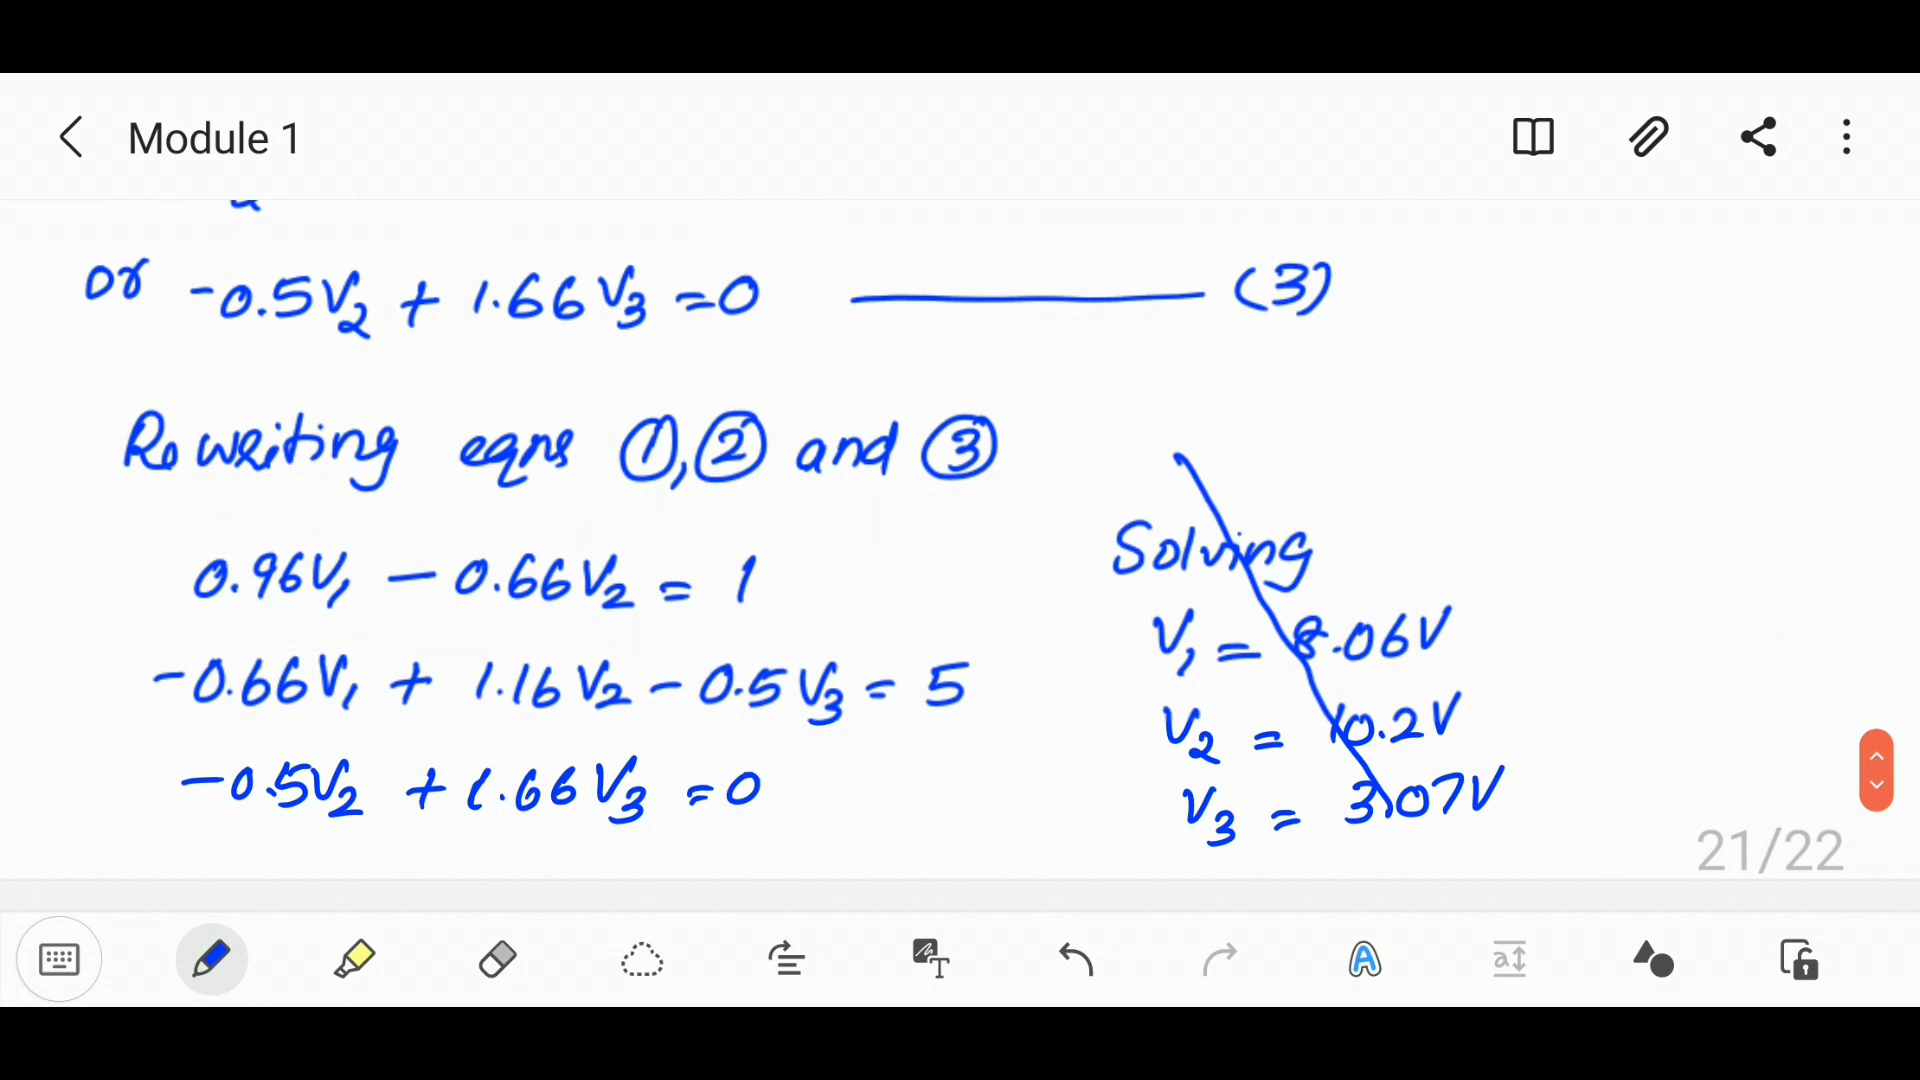 Module 1
or -0.5V₂ + 1.66V₃ = 0 ——— (3)
Rewriting eqns ①, ② and ③
0.96V₁ - 0.66V₂ = 1
-0.66V₁ + 1.16V₂ - 0.5V₃ = 5
-0.5V₂ + 1.66V₃ = 0
Solving
V₁ = 8.06V
V₂ = 10.2V
V₃ = 3.07V
21/22